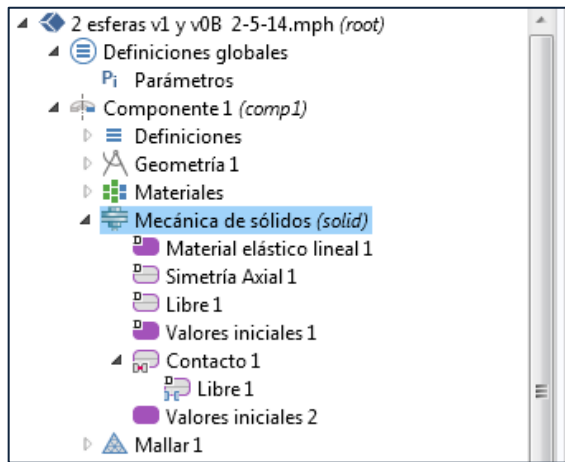 2 esferas v1 y v0B 2-5-14.mph (root)
Definiciones globales
Pi Parámetros
Componente 1 (comp1)
Definiciones
Geometría 1
Materiales
Mecánica de sólidos (solid)
D Material elástico lineal 1
D Simetría Axial 1
D Libre 1
D Valores iniciales 1
Contacto 1
D Libre 1
Valores iniciales 2
Mallar 1